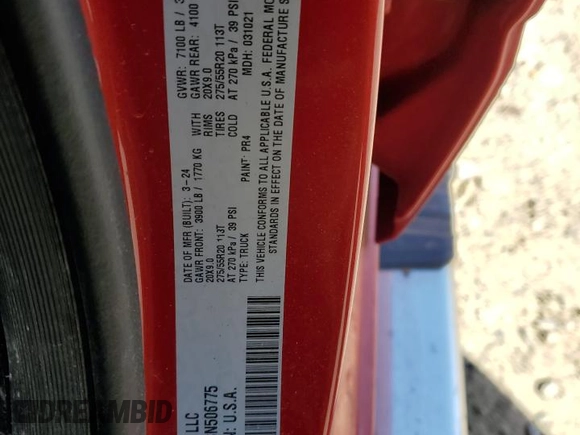 LLC
DATE OF MFR (BUILT): 3-24 GVWR: 7100 LB / 3
GAWR FRONT: 3900 LB / 1770 KG WITH GAWR REAR: 4100
20X9.0 RIMS 20X9.0
275/55R20 113T TIRES 275/55R20 113T
AT 270 kPa / 39 PSI COLD AT 270 kPa / 39 PSI
TYPE: TRUCK PAINT: PR4 MDH: 031021
THIS VEHICLE CONFORMS TO ALL APPLICABLE U.S.A. FEDERAL MO
STANDARDS IN EFFECT ON THE DATE OF MANUFACTURE S
N506775
N: U.S.A.
DREAMBID